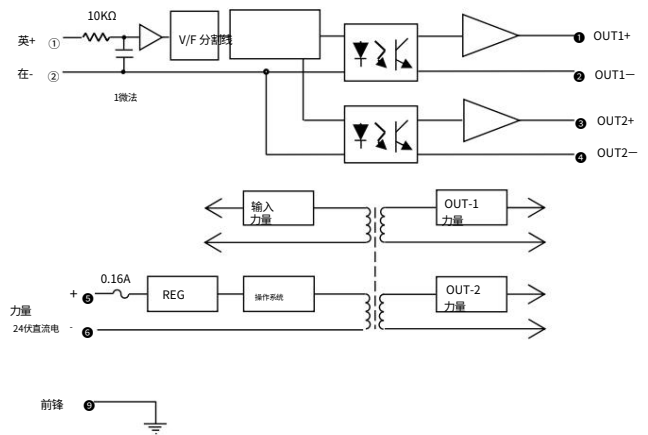 10KΩ
英+ ① V/F 分割线 ❶ OUT1+
在- ② ❷ OUT1－
1微法
❸ OUT2+
❹ OUT2－
输入
力量
OUT-1
力量
0.16A
+ ❺ REG 操作系统 OUT-2
力量
力量
24伏直流电 - ❻
前锋 ❾